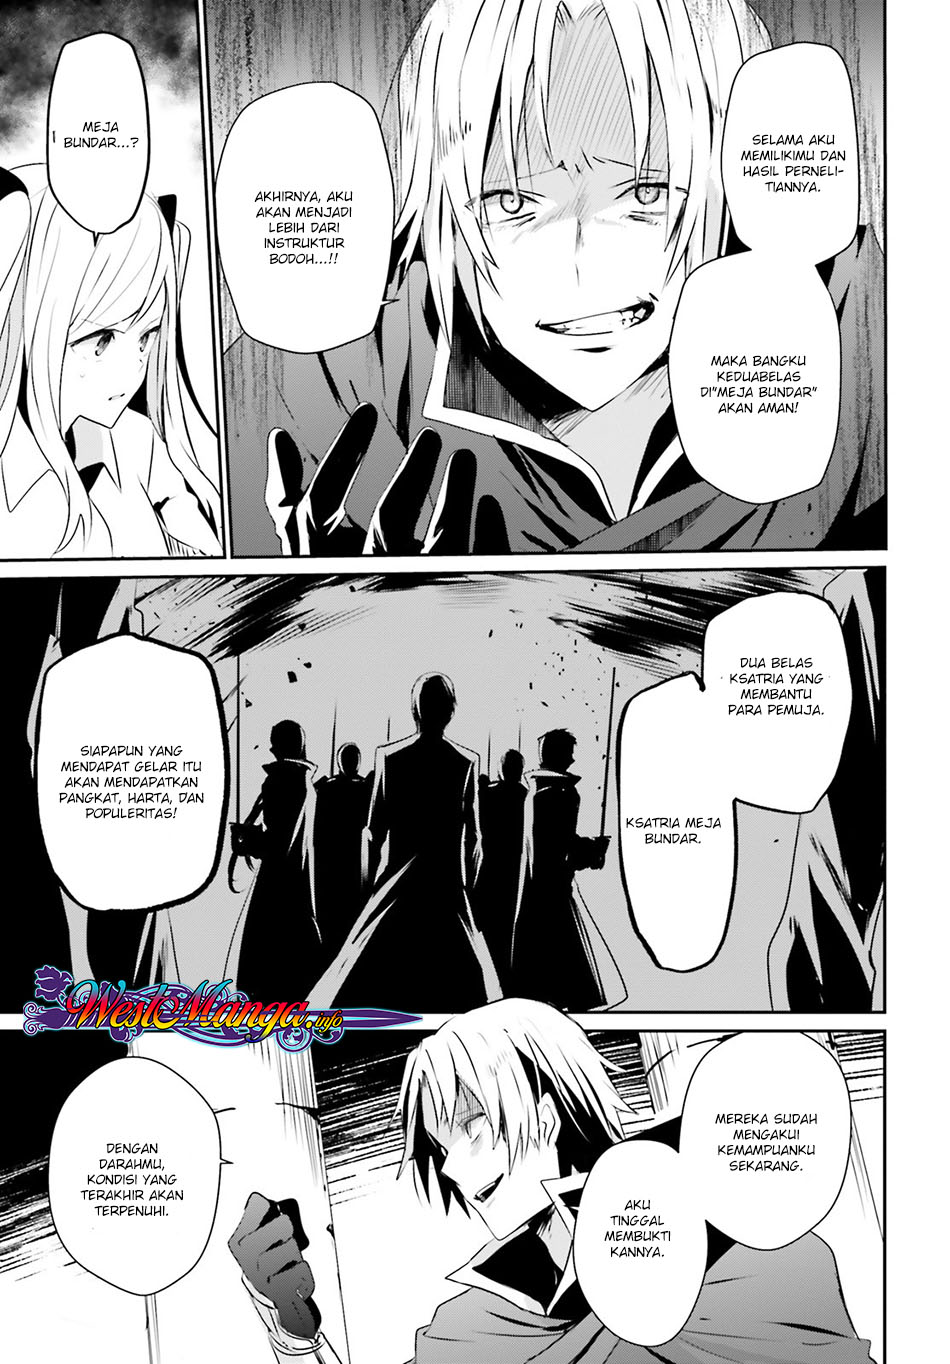 SELAMA AKU
MEMILIKIMU DAN
HASIL PERNELI-
TIANNYA.
MAKA BANGKU
KEDUABELAS
DI"MEJA BUNDAR"
AKAN AMAN!
AKHIRNYA, AKU
AKAN MENJADI
LEBIH DARI
INSTRUKTUR
BODOH...!!
MEJA
BUNDAR...?
DUA BELAS
KSATRIA YANG
MEMBANTU
PARA PEMUJA.
KSATRIA MEJA
BUNDAR.
SIAPAPUN YANG
MENDAPAT GELAR ITU
AKAN MENDAPATKAN
PANGKAT, HARTA, DAN
POPULERITAS!
WestManga.info
MEREKA SUDAH
MENGAKUI
KEMAMPUANKU
SEKARANG.
AKU
TINGGAL
MEMBUKTI
KANNYA.
DENGAN
DARAHMU,
KONDISI YANG
TERAKHIR AKAN
TERPENUHI.